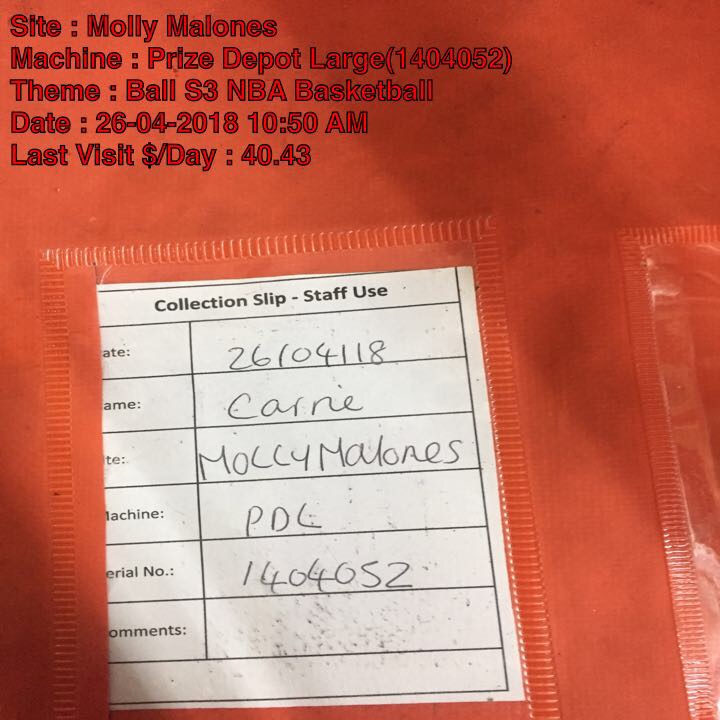 Site : Molly Malones
Machine : Prize Depot Large(1404052)
Theme : Ball S3 NBA Basketball
Date : 26-04-2018 10:50 AM
Last Visit $/Day : 40.43
Collection Slip - Staff Use
ate: 26/04/18
ame: Carrie
te: Molly Malones
achine: PDL
erial No.: 1404052
omments: